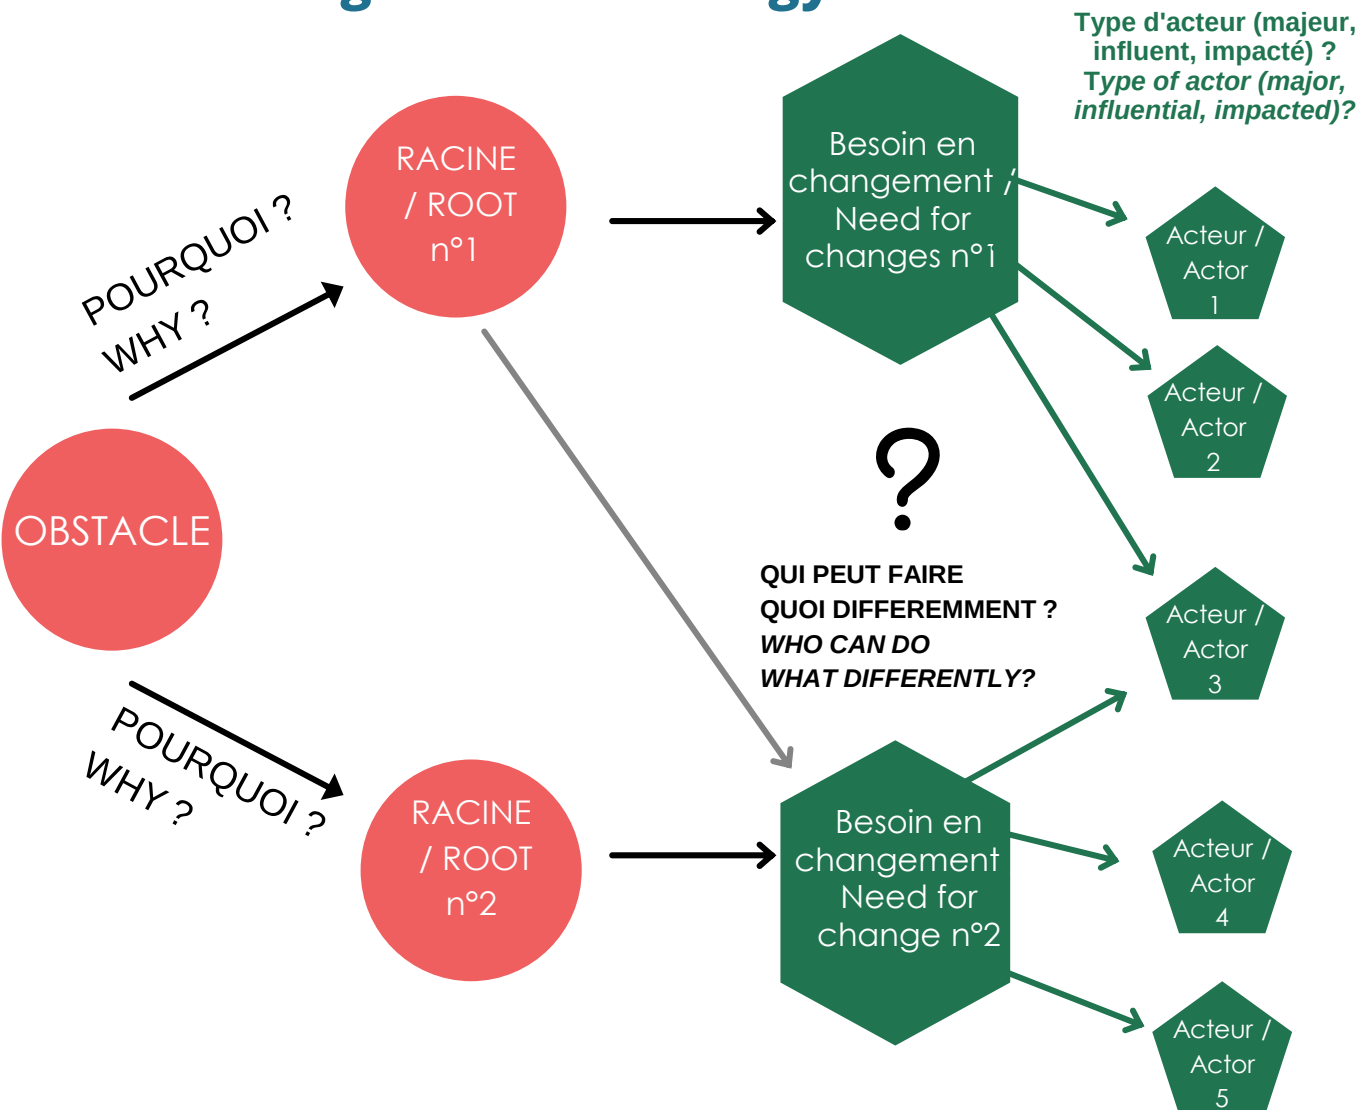 Type d'acteur (majeur,
influent, impacté) ?
Type of actor (major,
influential, impacted)?
RACINE
/ ROOT
n°1
Besoin en
changement /
Need for
changes n°1
POURQUOI ?
WHY ?
Acteur /
Actor
1
Acteur /
Actor
2
OBSTACLE
QUI PEUT FAIRE
QUOI DIFFEREMMENT ?
WHO CAN DO
WHAT DIFFERENTLY?
Acteur /
Actor
3
POURQUOI ?
WHY ?
RACINE
/ ROOT
n°2
Besoin en
changement
Need for
change n°2
Acteur /
Actor
4
Acteur /
Actor
5
?